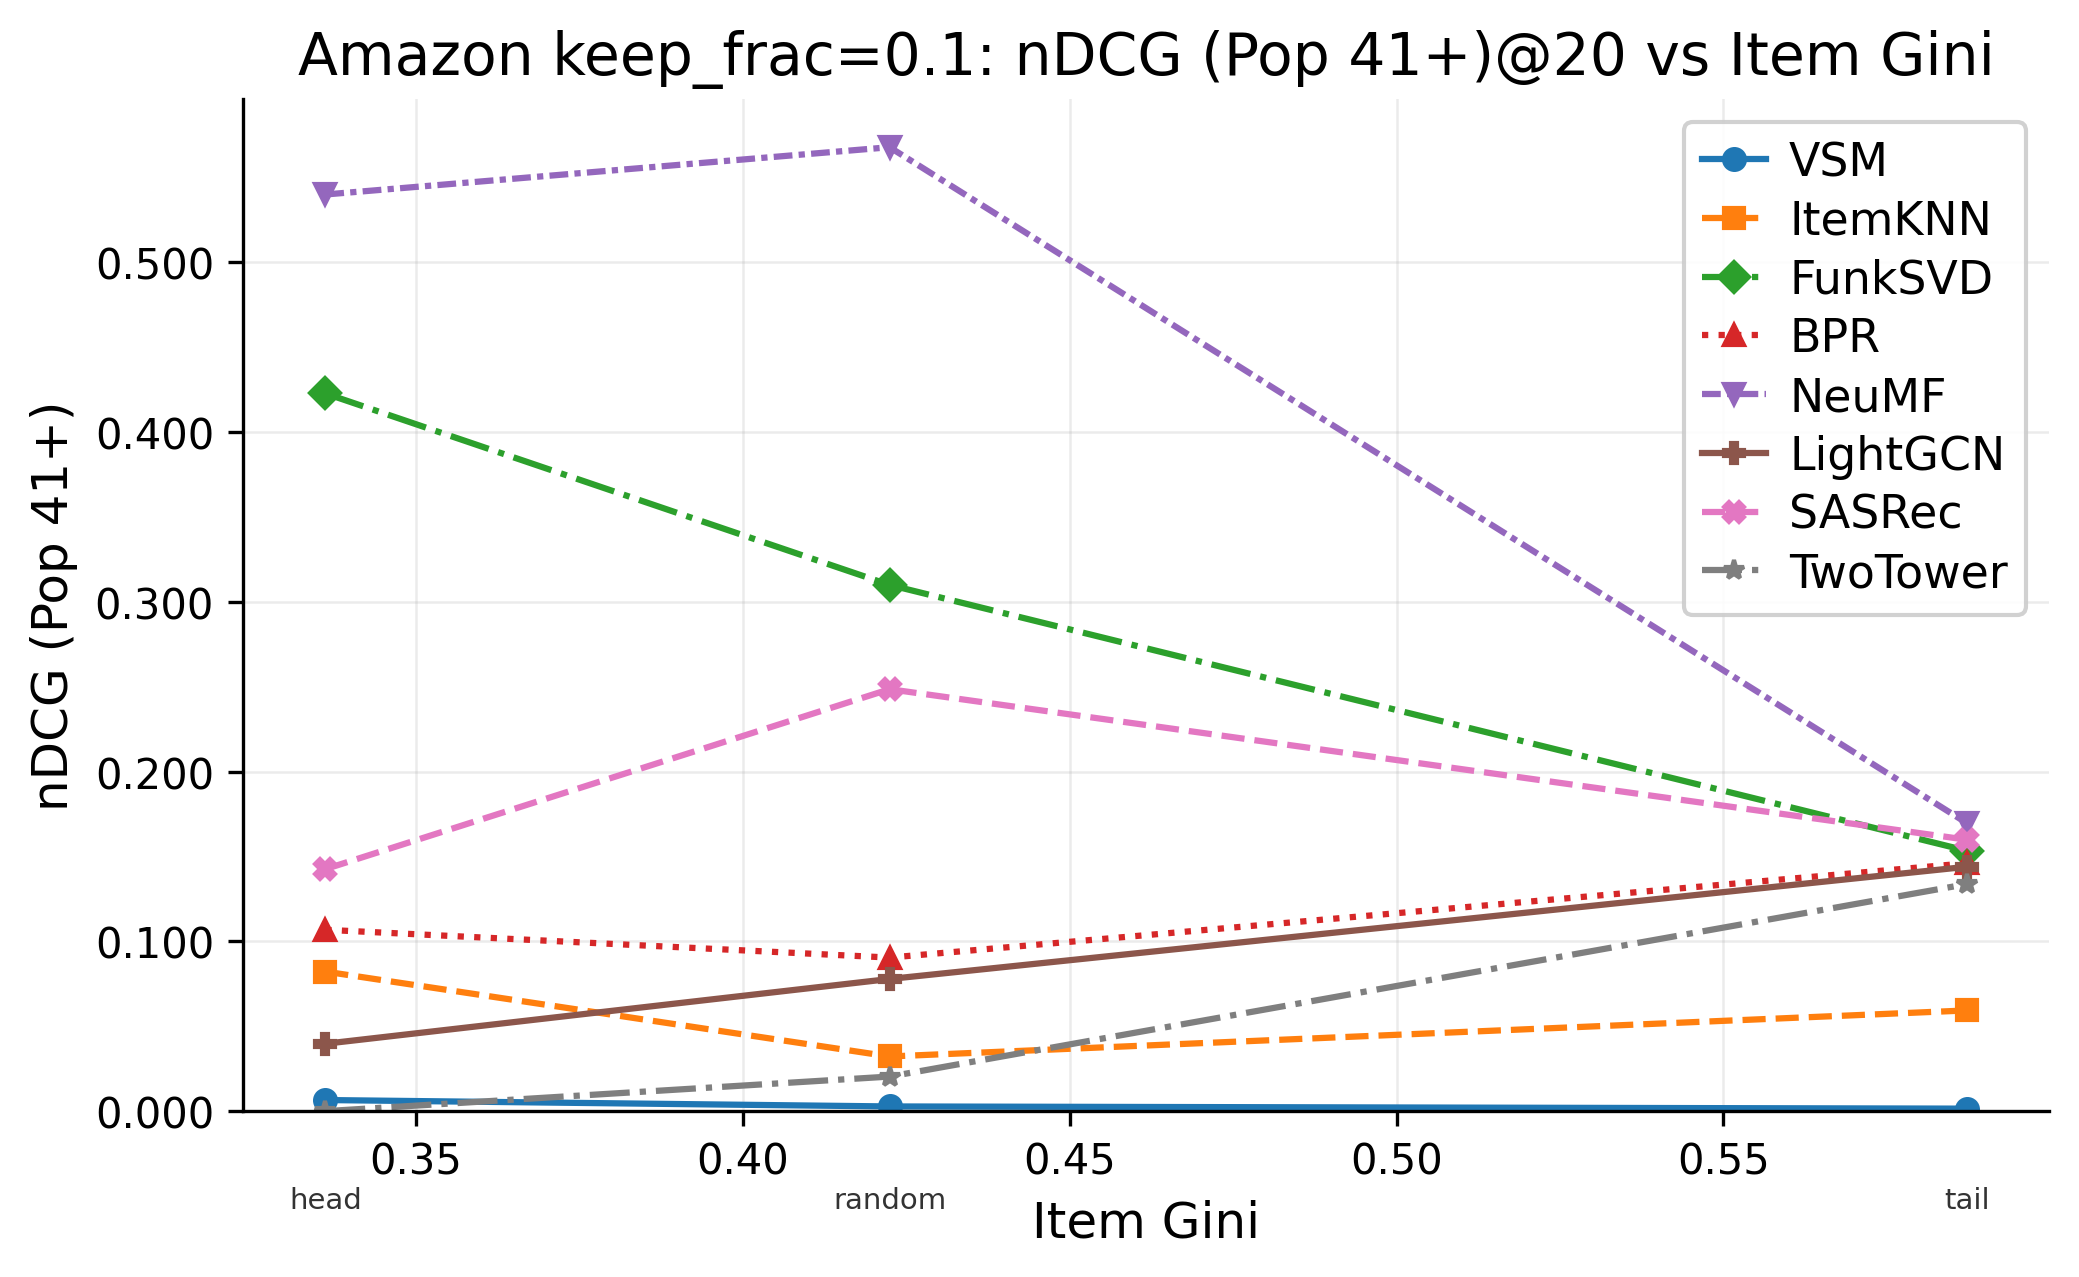 Amazon keep_frac=0.1: nDCG (Pop 41+)@20 vs Item Gini
nDCG (Pop 41+)
0.500
0.400
0.300
0.200
0.100
0.000
VSM
ItemKNN
FunkSVD
BPR
NeuMF
LightGCN
SASRec
TwoTower
0.35
0.40
0.45
0.50
0.55
head
random
tail
Item Gini